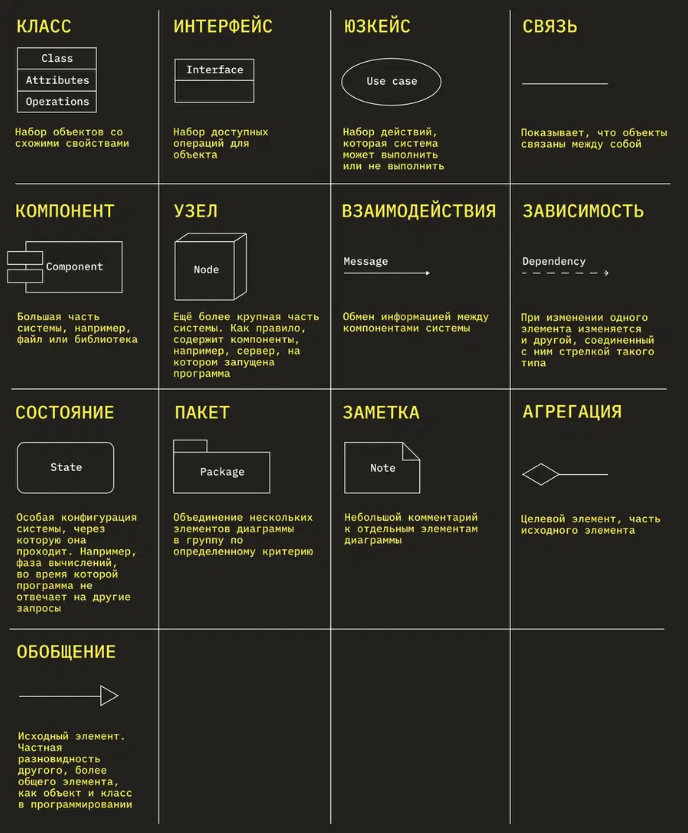 КЛАСС
Class
Attributes
Operations
Набор объектов со
схожими свойствами
ИНТЕРФЕЙС
Interface
Набор доступных
операций для
объекта
ЮЗКЕЙС
Use case
Набор действий,
которая система
может выполнить
или не выполнить
СВЯЗЬ
Показывает, что объекты
связаны между собой
КОМПОНЕНТ
Component
Большая часть
системы, например,
файл или библиотека
УЗЕЛ
Node
Ещё более крупная часть
системы. Как правило,
содержит компоненты,
например, сервер, на
котором запущена
программа
ВЗАИМОДЕЙСТВИЯ
Message
Обмен информацией между
компонентами системы
ЗАВИСИМОСТЬ
Dependency
При изменении одного
элемента изменяется
и другой, соединенный
с ним стрелкой такого
типа
СОСТОЯНИЕ
State
Особая конфигурация
системы, через
которую она
проходит. Например,
фаза вычислений,
во время которой
программа не
отвечает на другие
запросы
ПАКЕТ
Package
Объединение нескольких
элементов диаграммы
в группу по
определенному критерию
ЗАМЕТКА
Note
Небольшой комментарий
к отдельным элементам
диаграммы
АГРЕГАЦИЯ
Целевой элемент, часть
исходного элемента
ОБОБЩЕНИЕ
Исходный элемент.
Частная
разновидность
другого, более
общего элемента,
как объект и класс
в программировании